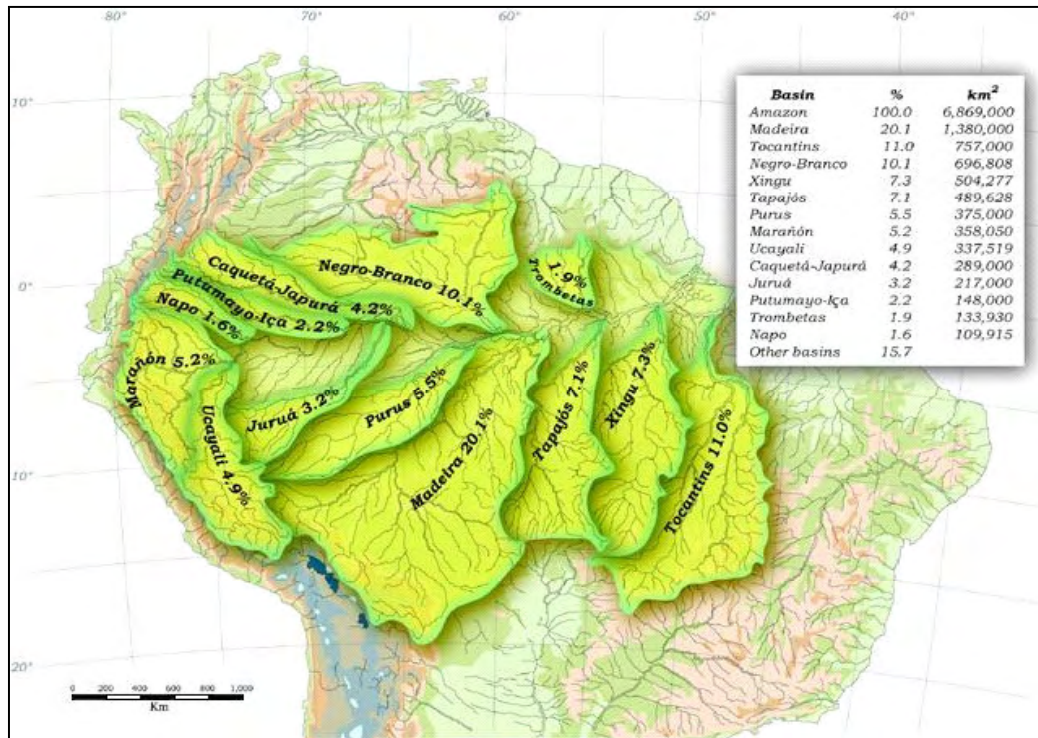 80° 70° 60° 50° 40°
10°
0°
10°
20°
Basin % km²
Amazon 100.0 6,869,000
Madeira 20.1 1,380,000
Tocantins 11.0 757,000
Negro-Branco 10.1 696,808
Xingu 7.3 504,277
Tapajós 7.1 489,628
Purus 5.5 375,000
Marañón 5.2 358,050
Ucayali 4.9 337,519
Caquetá-Japurá 4.2 289,000
Juruá 3.2 217,000
Putumayo-Iça 2.2 148,000
Trombetas 1.9 133,930
Napo 1.6 109,915
Other basins 15.7
Negro-Branco 10.1%
1.9%
Trombetas
Caquetá-Japurá 4.2%
Putumayo-Iça 2.2%
Napo 1.6%
Marañón 5.2%
Ucayali 4.9%
Juruá 3.2%
Purus 5.5%
Madeira 20.1%
Tapajós 7.1%
Xingu 7.3%
Tocantins 11.0%
0 200 400 600 800 1,000
Km